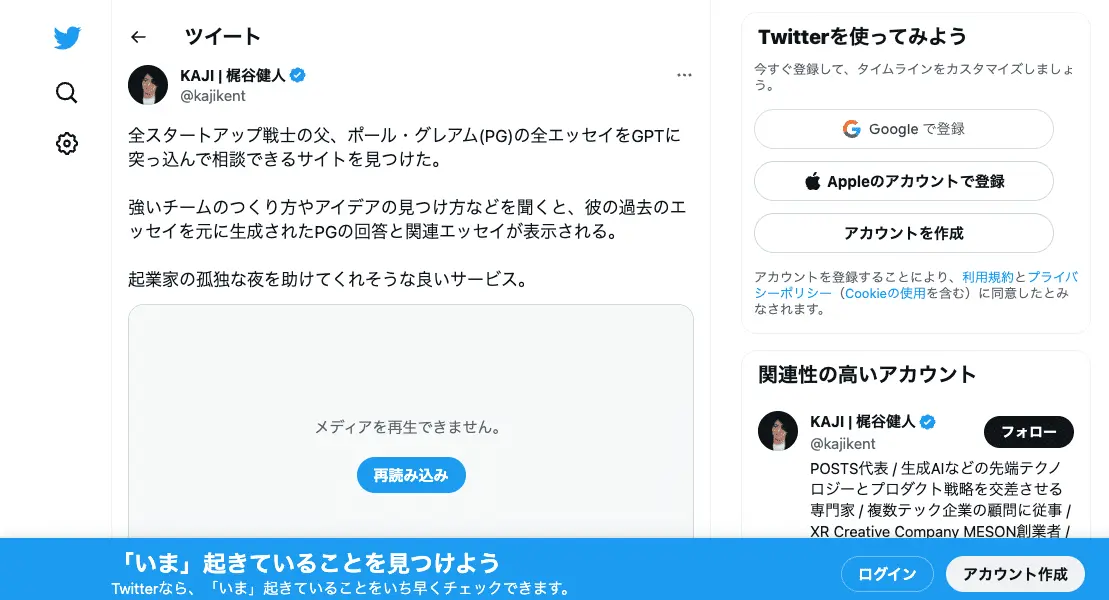 ツイート
KAJI | 梶谷健人
@kajikent
全スタートアップ戦士の父、ポール・グレアム(PG)の全エッセイをGPTに
突っ込んで相談できるサイトを見つけた。
強いチームのつくり方やアイデアの見つけ方などを聞くと、彼の過去のエ
ッセイを元に生成されたPGの回答と関連エッセイが表示される。
起業家の孤独な夜を助けてくれそうな良いサービス。
メディアを再生できません。
再読み込み
Twitterを使ってみよう
今すぐ登録して、タイムラインをカスタマイズしましょ
う。
Google で登録
Appleのアカウントで登録
アカウントを作成
アカウントを登録することにより、利用規約とプライバ
シーポリシー（Cookieの使用を含む）に同意したとみ
なされます。
関連性の高いアカウント
KAJI | 梶谷健人
@kajikent
フォロー
POSTS代表 / 生成AIなどの先端テクノ
ロジーとプロダクト戦略を交差させる
専門家 / 複数テック企業の顧問に従事 /
XR Creative Company MESON創業者 /
「いま」起きていることを見つけよう
Twitterなら、「いま」起きていることをいち早くチェックできます。
ログイン
アカウント作成